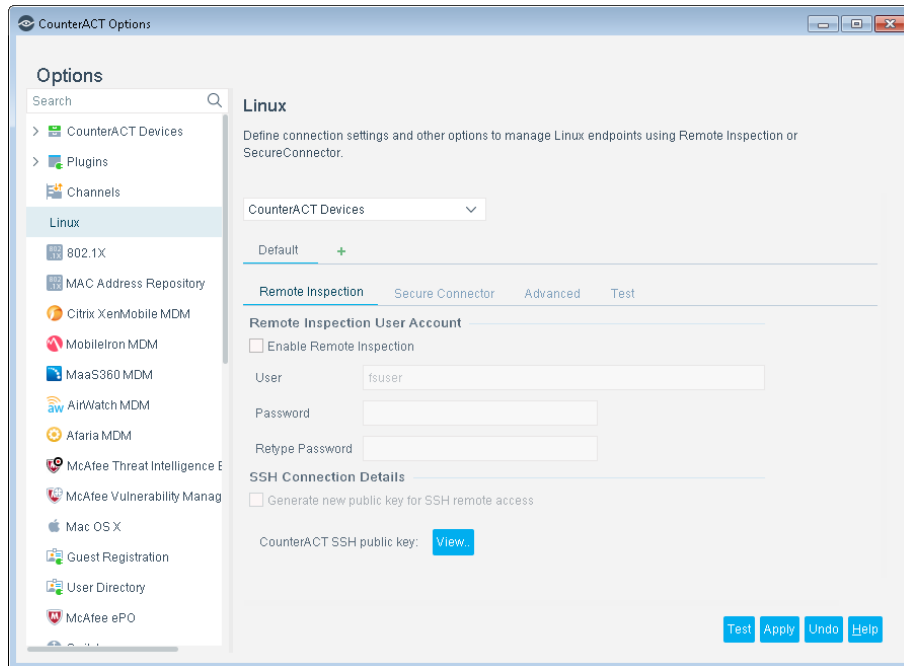 CounterACT Options
Options
Search
CounterACT Devices
Plugins
Channels
Linux
802.1X
MAC Address Repository
Citrix XenMobile MDM
MobileIron MDM
MaaS360 MDM
AirWatch MDM
Afaria MDM
McAfee Threat Intelligence E
McAfee Vulnerability Manag
Mac OS X
Guest Registration
User Directory
McAfee ePO
Linux
Define connection settings and other options to manage Linux endpoints using Remote Inspection or
SecureConnector.
CounterACT Devices
Default +
Remote Inspection Secure Connector Advanced Test
Remote Inspection User Account
Enable Remote Inspection
User fsuser
Password
Retype Password
SSH Connection Details
Generate new public key for SSH remote access
CounterACT SSH public key: View..
Test Apply Undo Help